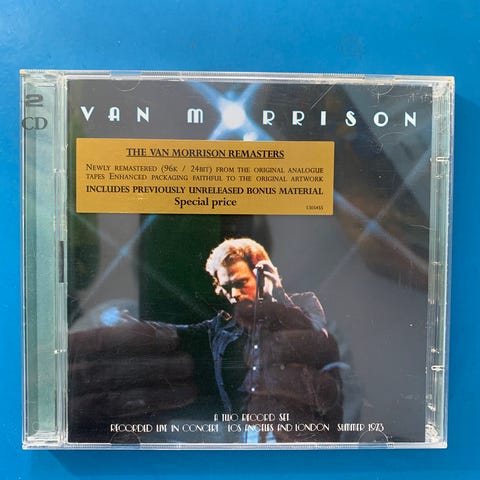 2
CD
VAN MORRISON
THE VAN MORRISON REMASTERS
NEWLY REMASTERED (96K / 24BIT) FROM THE ORIGINAL ANALOGUE
TAPES ENHANCED PACKAGING FAITHFUL TO THE ORIGINAL ARTWORK
INCLUDES PREVIOUSLY UNRELEASED BONUS MATERIAL
Special price
A TWO RECORD SET
RECORDED LIVE IN CONCERT LOS ANGELES AND LONDON SUMMER 1973